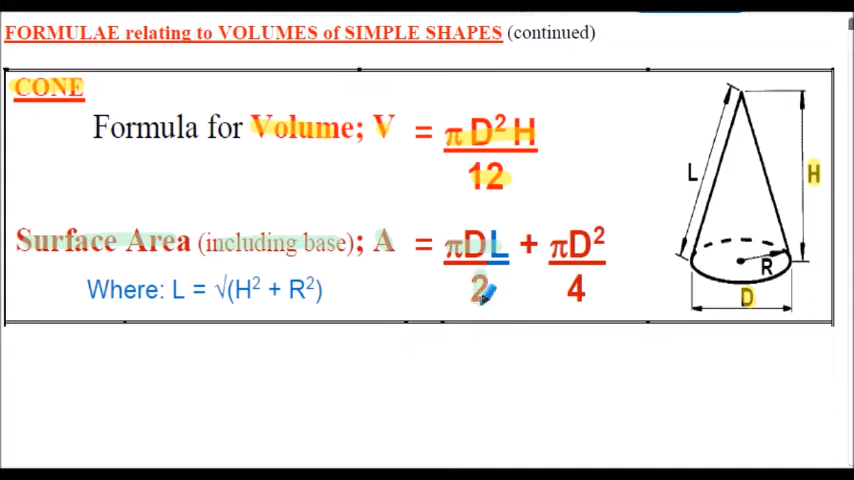 FORMULAE relating to VOLUMES of SIMPLE SHAPES (continued)
CONE
Formula for Volume; V = π D² H
12
Surface Area (including base); A = πDL + πD²
2 4
Where: L = √(H² + R²)
L
H
R
D